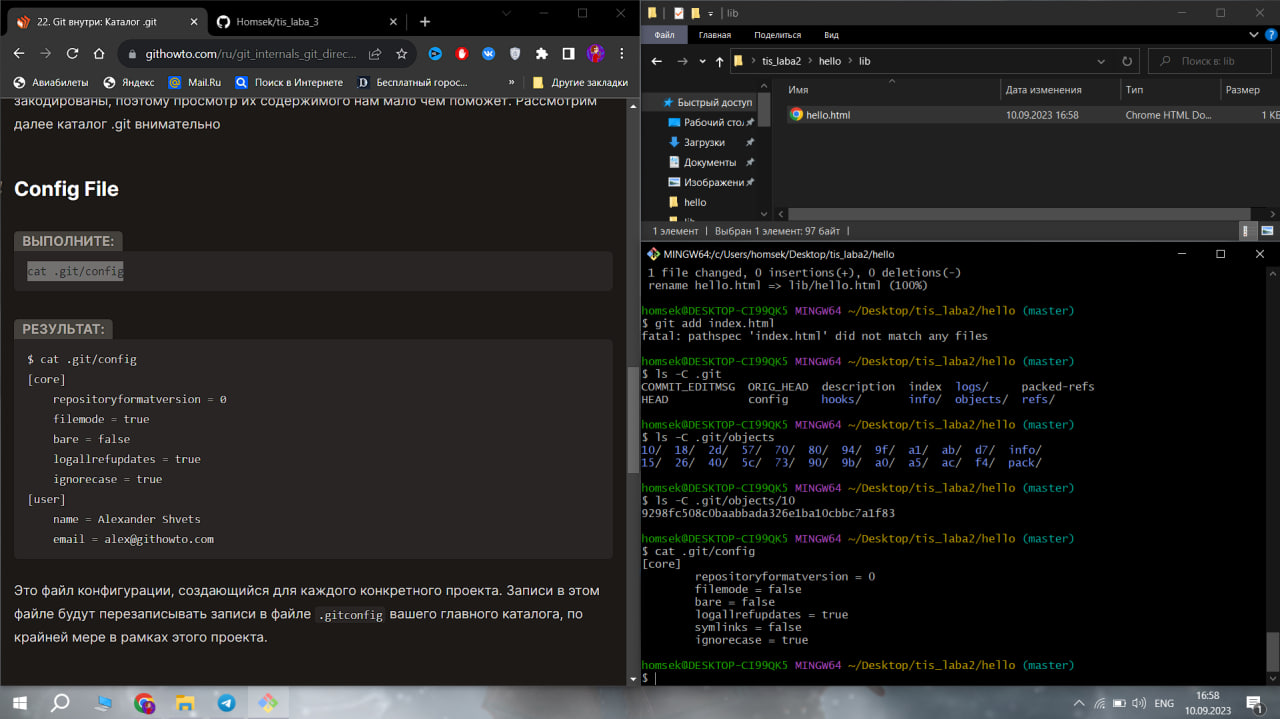 22. Git внутри: Каталог .git
Homsek/tis_laba_3
githowto.com/ru/git_internals_git_direc...
Авиабилеты
Яндекс
Mail.Ru
Поиск в Интернете
Бесплатный горос...
»
Другие закладки
закодированы, поэтому просмотр их содержимого нам мало чем поможет. Рассмотрим
далее каталог .git внимательно
Config File
ВЫПОЛНИТЕ:
cat .git/config
РЕЗУЛЬТАТ:
$ cat .git/config
[core]
repositoryformatversion = 0
filemode = true
bare = false
logallrefupdates = true
ignorecase = true
[user]
name = Alexander Shvets
email = alex@githowto.com
Это файл конфигурации, создающийся для каждого конкретного проекта. Записи в этом
файле будут перезаписывать записи в файле .gitconfig вашего главного каталога, по
крайней мере в рамках этого проекта.
lib
Файл Главная Поделиться Вид
tis_laba2 > hello > lib
Поиск в: lib
Имя Дата изменения Тип Размер
Быстрый доступ
Рабочий стол
Загрузки
Документы
Изображени
hello
lib
hello.html 10.09.2023 16:58 Chrome HTML Do... 1 КБ
1 элемент Выбран 1 элемент: 97 байт
MINGW64:/c/Users/homsek/Desktop/tis_laba2/hello
1 file changed, 0 insertions(+), 0 deletions(-)
rename hello.html => lib/hello.html (100%)
homsek@DESKTOP-CI99QK5 MINGW64 ~/Desktop/tis_laba2/hello (master)
$ git add index.html
fatal: pathspec 'index.html' did not match any files
homsek@DESKTOP-CI99QK5 MINGW64 ~/Desktop/tis_laba2/hello (master)
$ ls -C .git
COMMIT_EDITMSG ORIG_HEAD description index logs/ packed-refs
HEAD config hooks/ info/ objects/ refs/
homsek@DESKTOP-CI99QK5 MINGW64 ~/Desktop/tis_laba2/hello (master)
$ ls -C .git/objects
10/ 18/ 2d/ 57/ 70/ 80/ 94/ 9f/ a1/ ab/ d7/ info/
15/ 26/ 40/ 5c/ 73/ 90/ 9b/ a0/ a5/ ac/ f4/ pack/
homsek@DESKTOP-CI99QK5 MINGW64 ~/Desktop/tis_laba2/hello (master)
$ ls -C .git/objects/10
9298fc508c0baabbada326e1ba10cbbc7a1f83
homsek@DESKTOP-CI99QK5 MINGW64 ~/Desktop/tis_laba2/hello (master)
$ cat .git/config
[core]
repositoryformatversion = 0
filemode = false
bare = false
logallrefupdates = true
symlinks = false
ignorecase = true
homsek@DESKTOP-CI99QK5 MINGW64 ~/Desktop/tis_laba2/hello (master)
$
ENG
16:58
10.09.2023
1